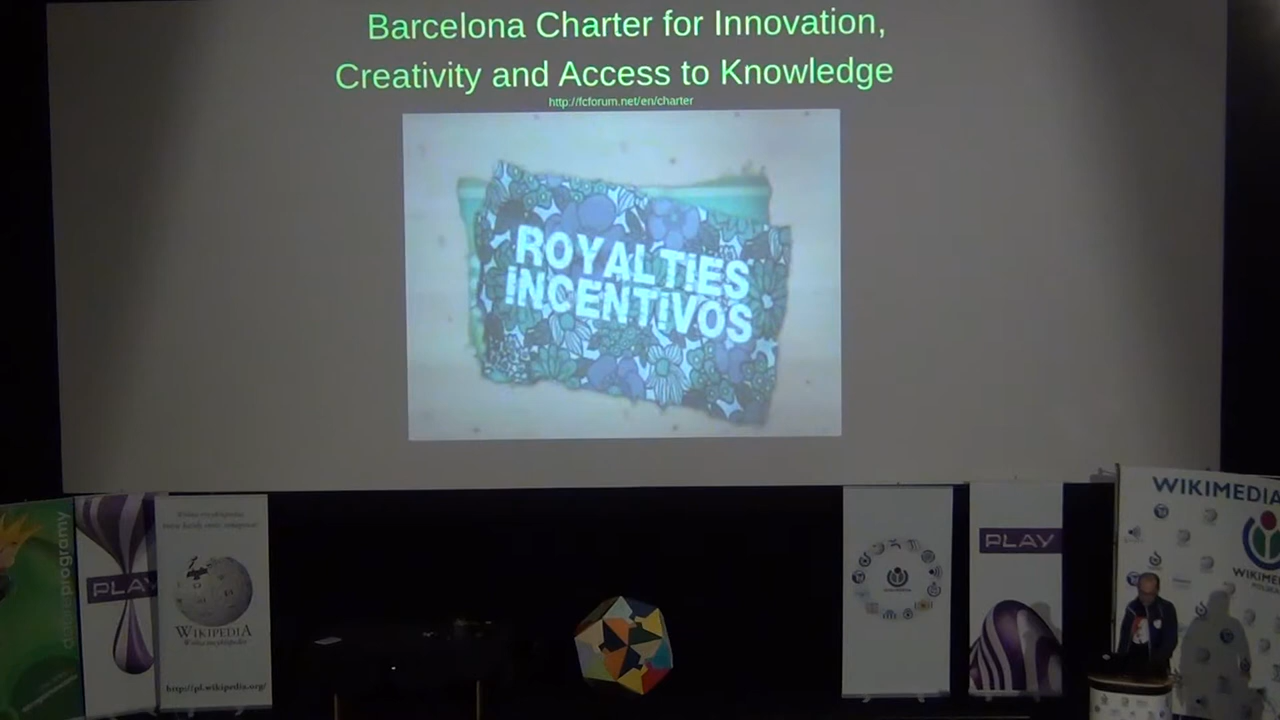 Barcelona Charter for Innovation,
Creativity and Access to Knowledge
http://fcforum.net/en/charter
ROYALTIES
INCENTIVOS
WIKIMEDIA
PLAY
PLAY
WIKIPEDIA
http://pl.wikipedia.org/